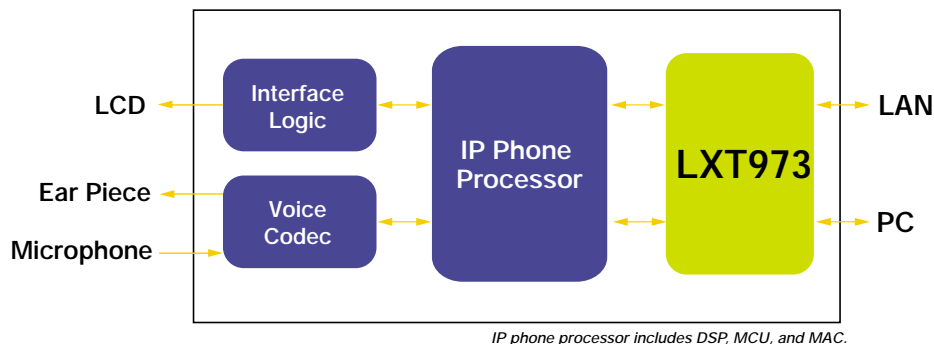 LCD
Interface
Logic
Ear Piece
Microphone
Voice
Codec
IP Phone
Processor
LXT973
LAN
PC
IP phone processor includes DSP, MCU, and MAC.